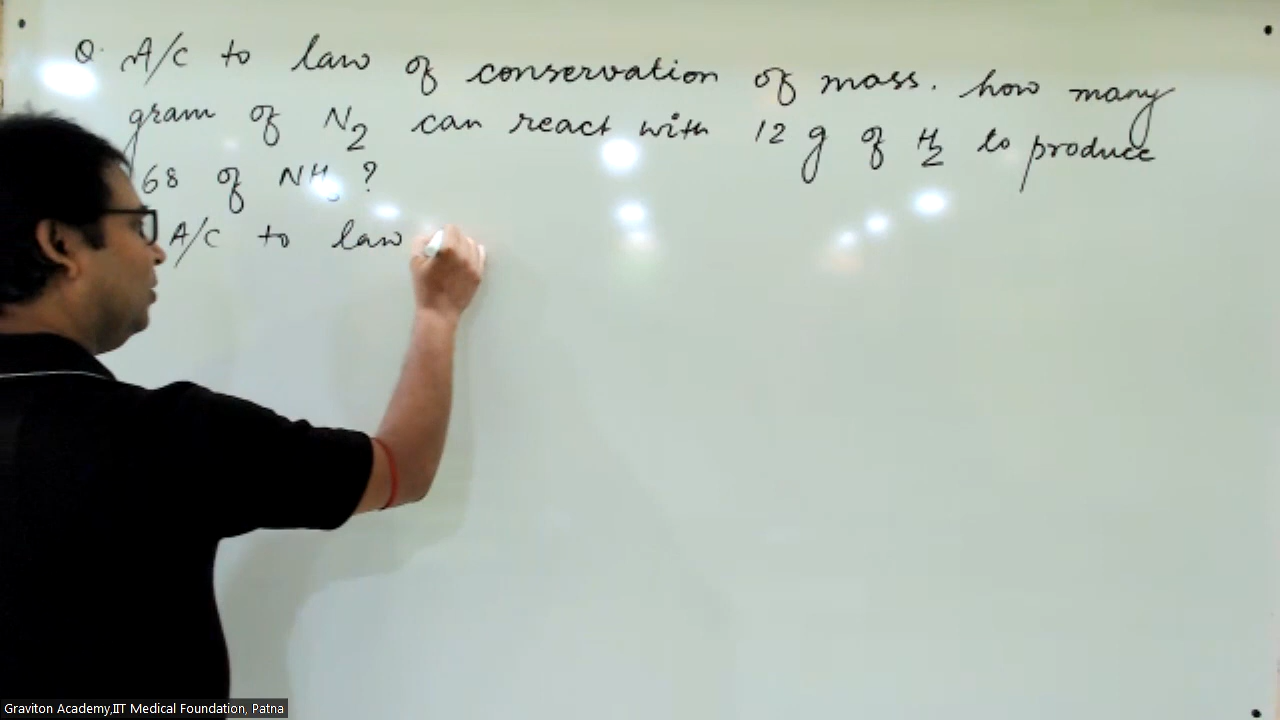 Q. A/C to law of conservation of mass. how many
gram of N2 can react with 12 g of H2 to produce
68 of NH3 ?
A/C to law
Graviton Academy,IIT Medical Foundation, Patna